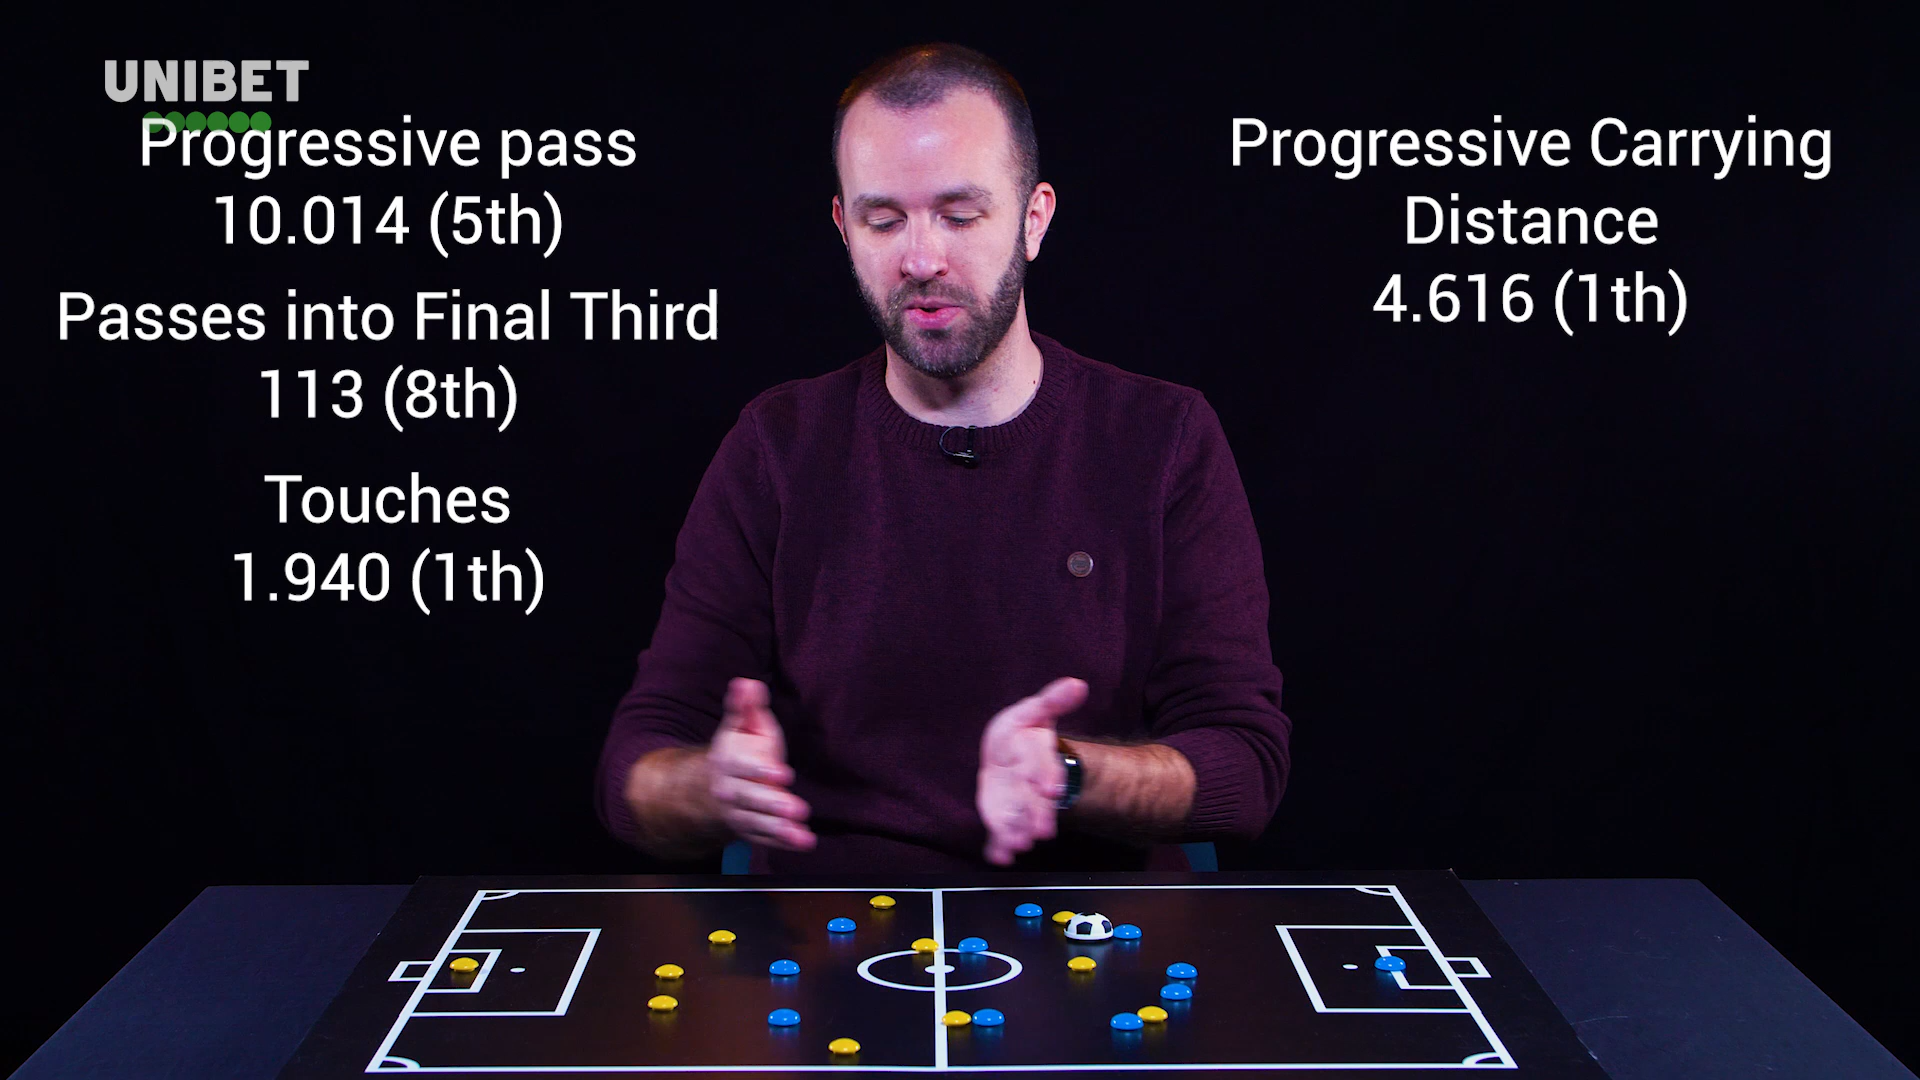 UNIBET
Progressive pass
10.014 (5th)
Passes into Final Third
113 (8th)
Touches
1.940 (1th)
Progressive Carrying
Distance
4.616 (1th)